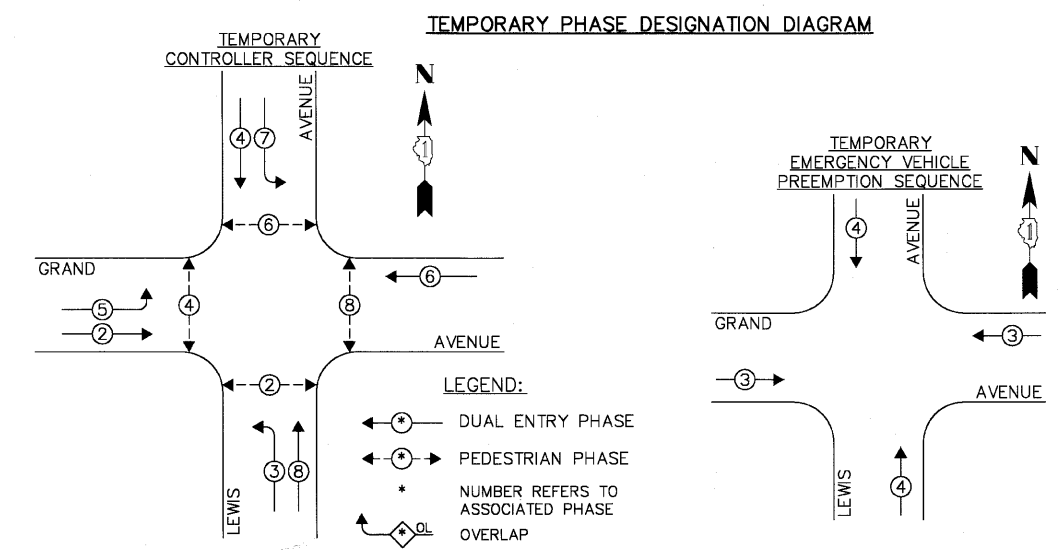 TEMPORARY PHASE DESIGNATION DIAGRAM
TEMPORARY
CONTROLLER SEQUENCE
N
AVENUE
1
4 7
6
GRAND
5
2
4
8
6
AVENUE
2
3 8
LEWIS
LEGEND:
* DUAL ENTRY PHASE
* PEDESTRIAN PHASE
* NUMBER REFERS TO
ASSOCIATED PHASE
* OL OVERLAP
TEMPORARY
EMERGENCY VEHICLE
PREEMPTION SEQUENCE
N
AVENUE
1
4
GRAND
3
3
AVENUE
LEWIS
4